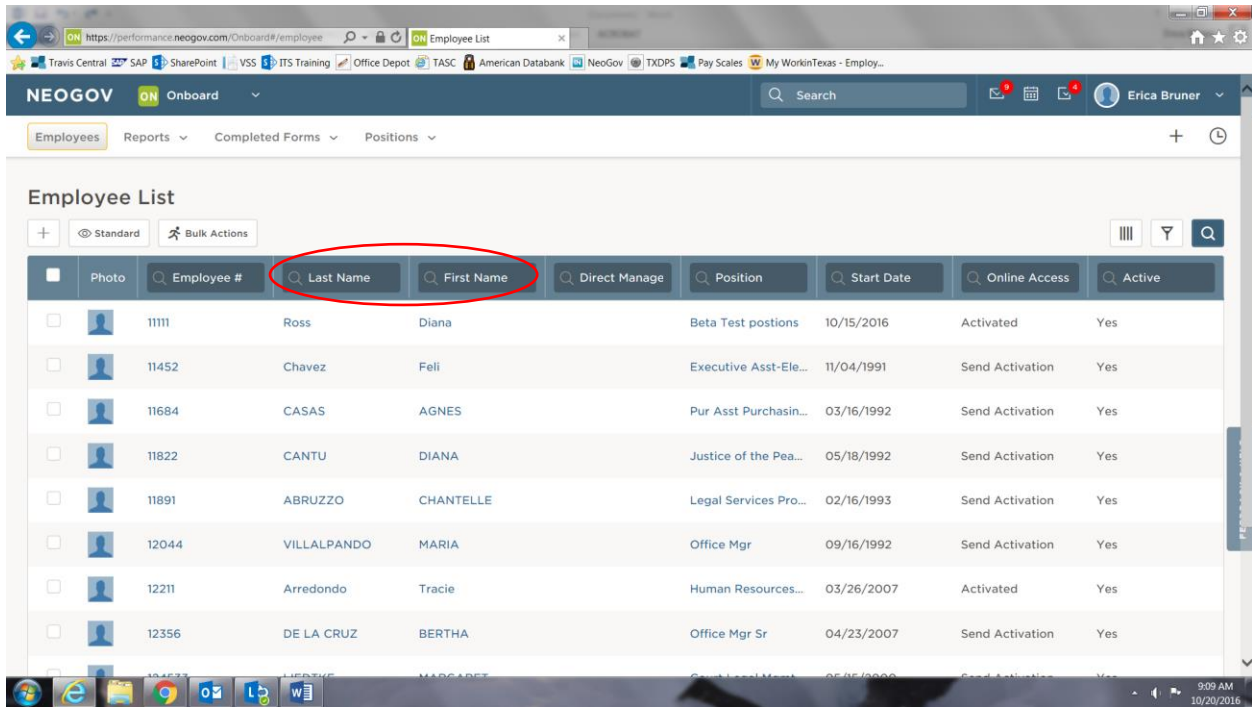 https://performance.neogov.com/Onboard#/employee ON Employee List
Travis Central SAP SharePoint VSS ITS Training Office Depot TASC American Databank NeoGov TXDPS Pay Scales My WorkinTexas - Employ...
NEOGOV ON Onboard Search 9 4 Erica Bruner
Employees Reports Completed Forms Positions
Employee List
Standard Bulk Actions
Photo Employee # Last Name First Name Direct Manage Position Start Date Online Access Active
11111 Ross Diana Beta Test postions 10/15/2016 Activated Yes
11452 Chavez Feli Executive Asst-Ele... 11/04/1991 Send Activation Yes
11684 CASAS AGNES Pur Asst Purchasin... 03/16/1992 Send Activation Yes
11822 CANTU DIANA Justice of the Pea... 05/18/1992 Send Activation Yes
11891 ABRUZZO CHANTELLE Legal Services Pro... 02/16/1993 Send Activation Yes
12044 VILLALPANDO MARIA Office Mgr 09/16/1992 Send Activation Yes
12211 Arredondo Tracie Human Resources... 03/26/2007 Activated Yes
12356 DE LA CRUZ BERTHA Office Mgr Sr 04/23/2007 Send Activation Yes
9:09 AM
10/20/2016